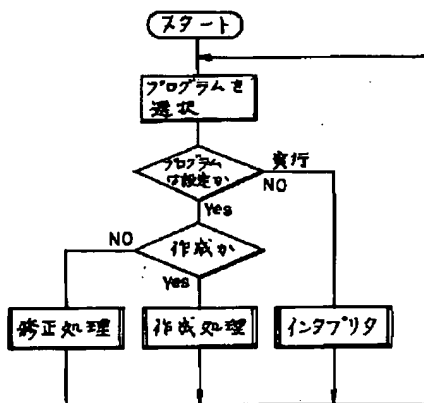 スタート
プログラムを
選択
プログラム
は設定か
実行
NO
Yes
NO
作成か
Yes
修正処理
作成処理
インタプリタ